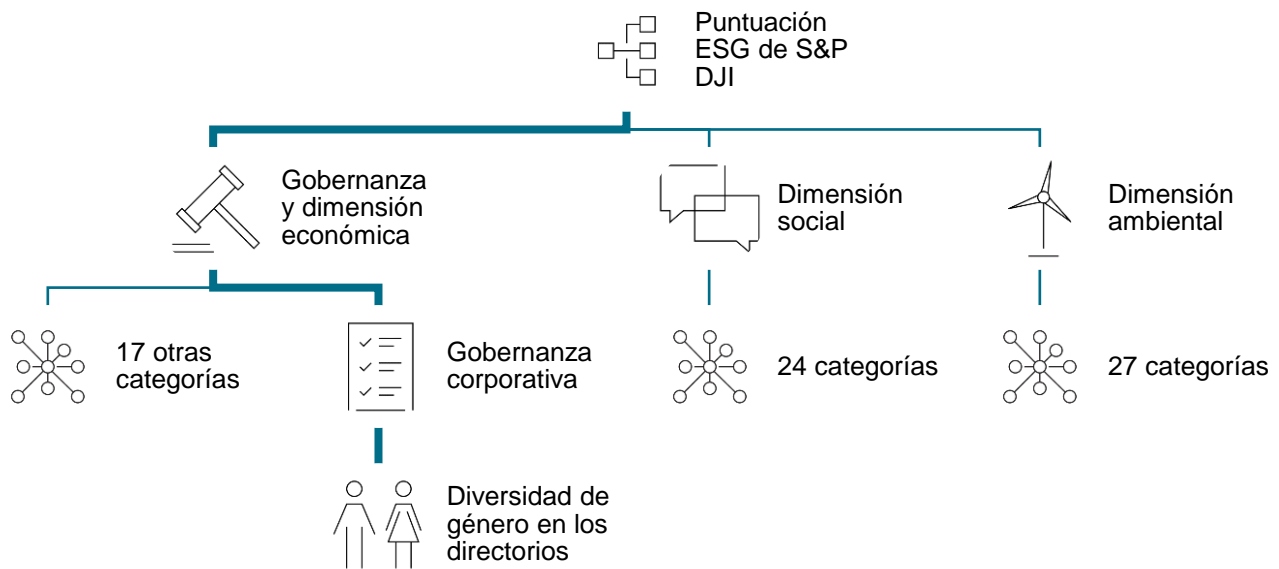 Puntuación
ESG de S&P
DJI
Gobernanza
y dimensión
económica
Dimensión
social
Dimensión
ambiental
17 otras
categorías
Gobernanza
corporativa
24 categorías
27 categorías
Diversidad de
género en los
directorios